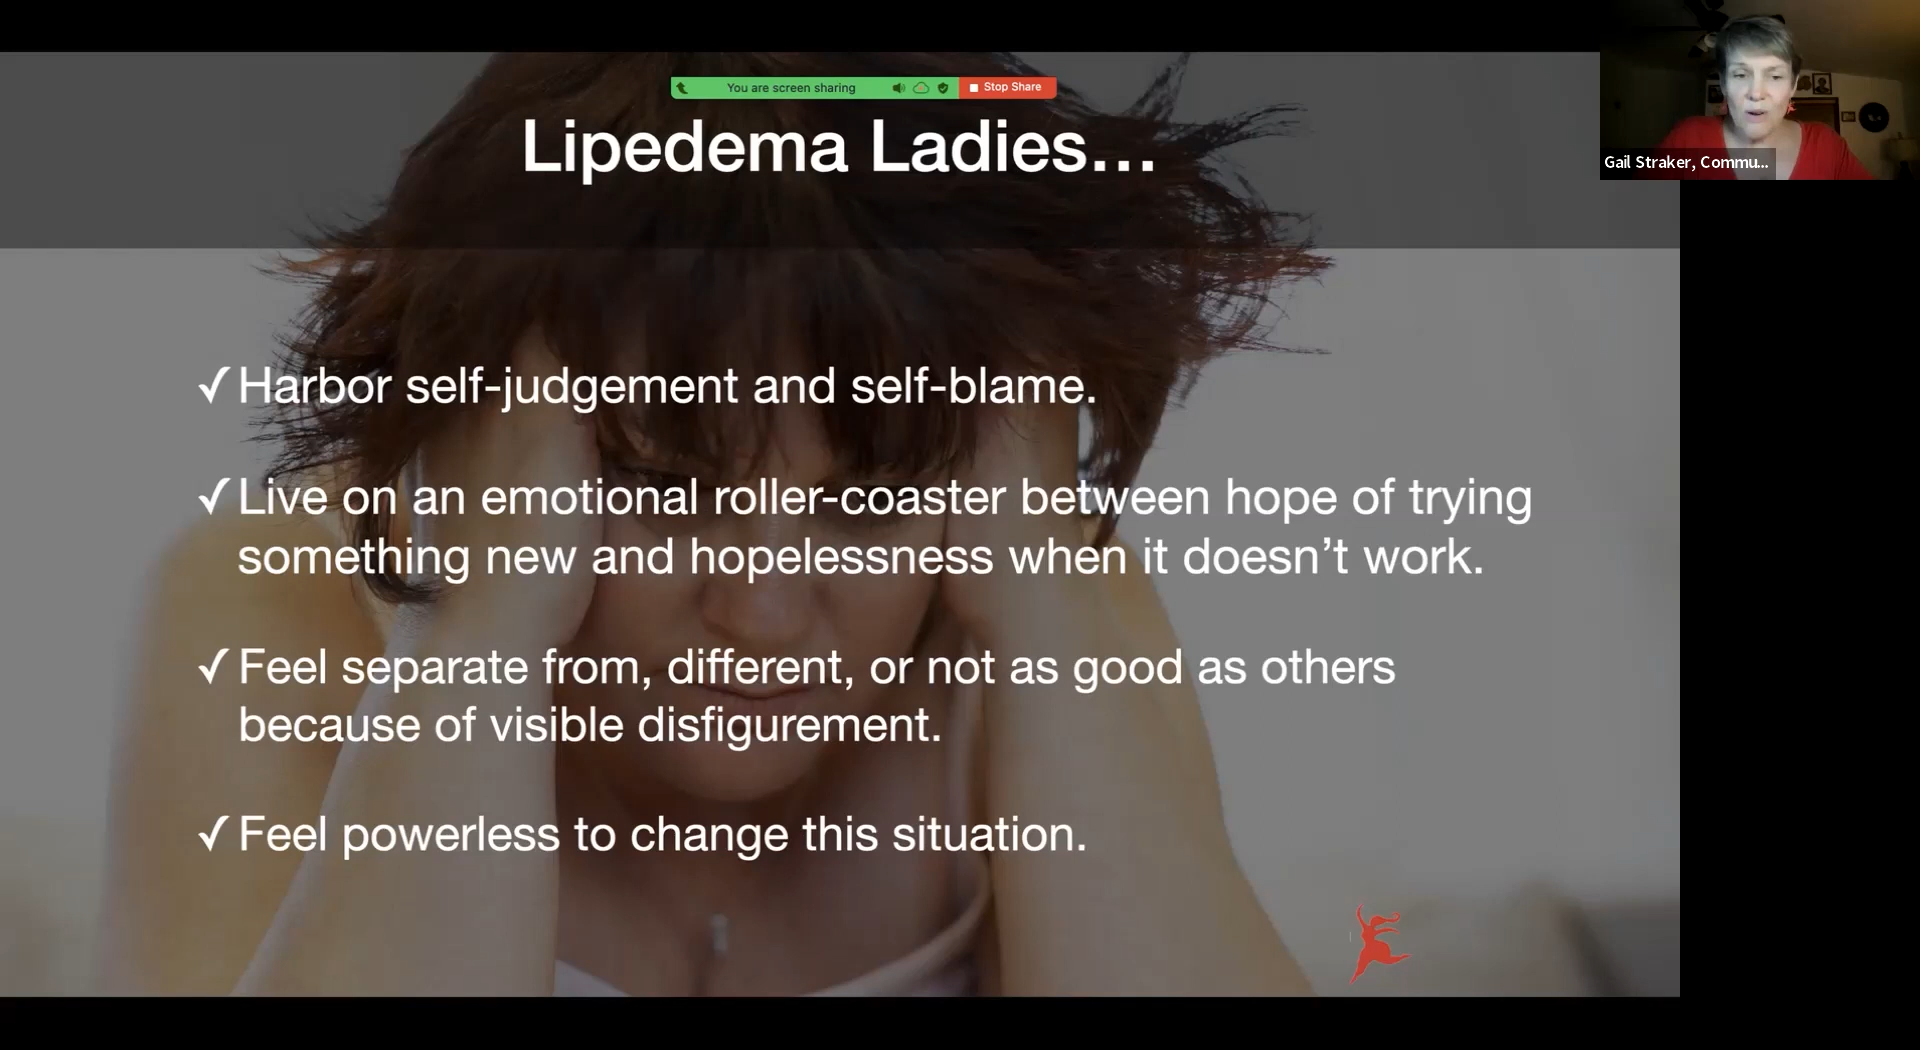 You are screen sharing
Stop Share
Lipedema Ladies...
Gail Straker, Commu...
✓Harbor self-judgement and self-blame.
✓Live on an emotional roller-coaster between hope of trying
something new and hopelessness when it doesn’t work.
✓Feel separate from, different, or not as good as others
because of visible disfigurement.
✓Feel powerless to change this situation.